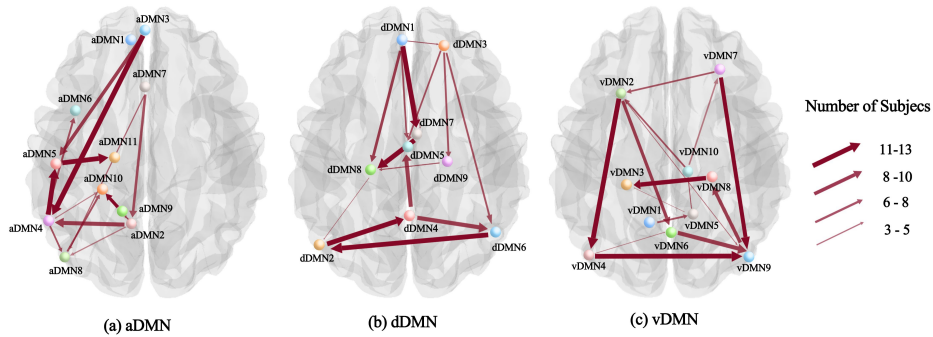 aDMN3
aDMN1
aDMN7
aDMN6
aDMN11
aDMN5
aDMN10
aDMN9
aDMN4
aDMN2
aDMN8
(a) aDMN
dDMN1
dDMN3
dDMN7
dDMN5
dDMN8
dDMN9
dDMN4
dDMN6
dDMN2
(b) dDMN
vDMN7
vDMN2
vDMN10
vDMN3
vDMN8
vDMN1
vDMN5
vDMN6
vDMN4
vDMN9
(c) vDMN
Number of Subjecs
11-13
8 -10
6 - 8
3 - 5